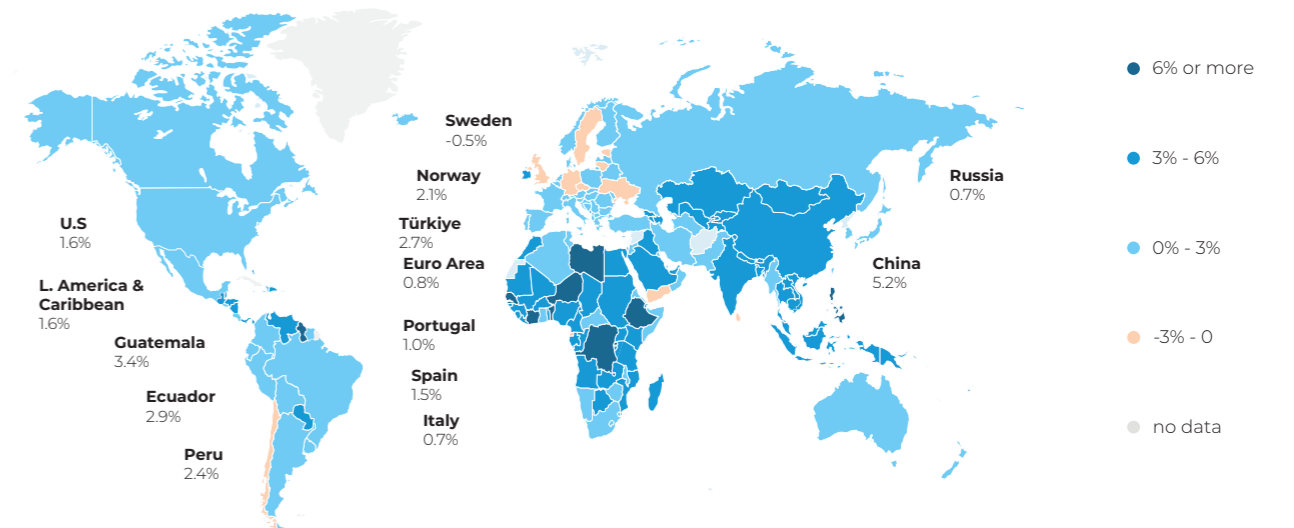 Sweden
-0.5%
Norway
2.1%
Türkiye
2.7%
Euro Area
0.8%
Portugal
1.0%
Spain
1.5%
Italy
0.7%
U.S
1.6%
L. America &
Caribbean
1.6%
Guatemala
3.4%
Ecuador
2.9%
Peru
2.4%
Russia
0.7%
China
5.2%
6% or more
3% - 6%
0% - 3%
-3% - 0
no data